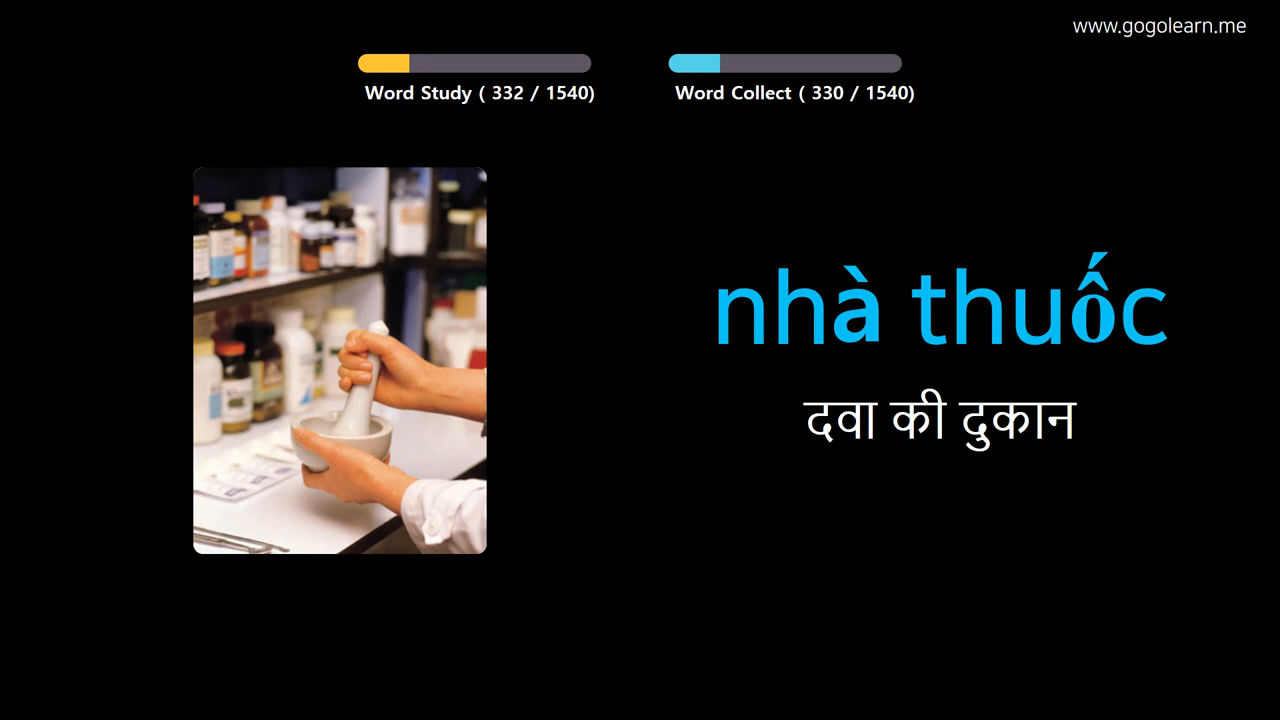 www.gogolearn.me
Word Study ( 332 / 1540)
Word Collect ( 330 / 1540)
nhà thuốc
दवा की दुकान